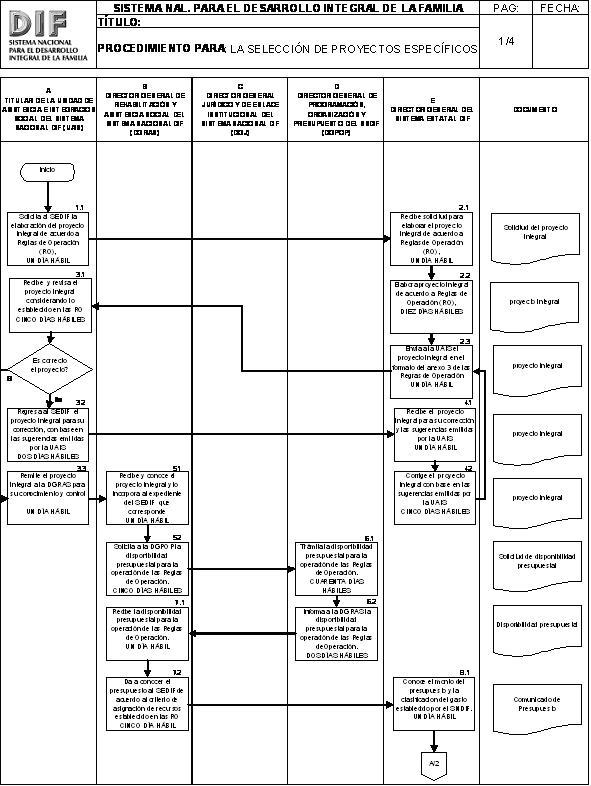 SISTEMA NAL. PARA EL DESARROLLO INTEGRAL DE LA FAMILIA
PAG:
FECHA:
DIF
SISTEMA NACIONAL
PARA EL DESARROLLO
INTEGRAL DE LA FAMILIA
TÍTULO:
PROCEDIMIENTO PARA: LA SELECCIÓN DE PROYECTOS ESPECÍFICOS
1/4
A
TITULAR DE LA UNIDAD DE
ASISTENCIA E INTEGRACION
SOCIAL DEL SISTEMA
NACIONAL DIF (UAIS)
B
DIRECTOR GENERAL DE
REHABILITACIÓN Y
ASISTENCIA SOCIAL DEL
SISTEMA NACIONAL DIF
(DGRAS)
C
DIRECTOR GENERAL
JURÍDICO Y DE ENLACE
INSTITUCIONAL DEL
SISTEMA NACIONAL DIF
D
DIRECTOR GENERAL DE
PROGRAMACIÓN,
ORGANIZACIÓN Y
PRESUPUESTO DEL SNDIF
(DGPOP)
E
DIRECTOR GENERAL DEL
SISTEMA ESTATAL DIF
DOCUMENTO
Inicio
1.1
Solicita al SEDIF la
elaboración del proyecto
integral de acuerdo a
Reglas de Operación
(RO),
UN DÍA HÁBIL
2.1
Recibe solicitud para
elaborar el proyecto
integral de acuerdo a
Reglas de Operación
(RO),
UN DÍA HÁBIL
Solicitud del proyecto
integral
3.1
Recibe y revisa el
proyecto integral
considerando lo
establecido en las RO
CINCO DÍAS HÁBILES
2.2
Elabora proyecto integral
de acuerdo a Reglas de
Operación (RO),
DIEZ DÍAS HÁBILES
proyecto integral
Es correcto
el proyecto?
2.3
Envía a la UAIS el
proyecto integral en el
formato del anexo 3 de las
Reglas de Operación
UN DÍA HÁBIL
proyecto integral
3.2
Regresa al SEDIF el
proyecto integral para su
corrección, con base en
las sugerencias emitidas
por la UAIS
DOS DÍAS HÁBILES
4.1
Recibe el proyecto
integral para su corrección
y las sugerencias emitidas
por la UAIS
UN DÍA HÁBIL
proyecto integral
3.3
Remite el proyecto
integral a la DGRAS para
su conocimiento y control
UN DÍA HÁBIL
5.1
Recibe y conoce el
proyecto integral y lo
incorpora al expediente
del SEDIF que
corresponde
UN DÍA HÁBIL
4.2
Corrige el proyecto
integral con base en las
sugerencias emitidas por
la UAIS
CINCO DÍAS HÁBILES
proyecto integral
5.2
Solicita a la DGPOP la
disponibilidad
presupuestal para la
operación de las Reglas
de Operación.
CINCO DÍAS HÁBILES
6.1
Trámita la disponibilidad
presupuestal para la
operación de las Reglas
de Operación.
CUARENTA DÍAS
HÁBILES
Solicitud de disponibilidad
presupuestal
7.1
Recibe la disponibilidad
presupuestal para la
operación de las Reglas
de Operación.
UN DÍA HÁBIL
6.2
Informa a la DGRAS la
disponibilidad
presupuestal para la
operación de las Reglas
de Operación.
DOS DÍAS HÁBILES
Disponibilidad presupuestal
7.2
Da a conocer el
presupuesto al SEDIF de
acuerdo al criterio de
asignación de recursos
establecido en las RO
CINCO DÍA HÁBIL
8.1
Conoce el monto del
presupuesto y la
clasificación del gasto
establecido por el SNDIF.
UN DÍA HÁBIL
Comunicado de
Presupuesto
A/2